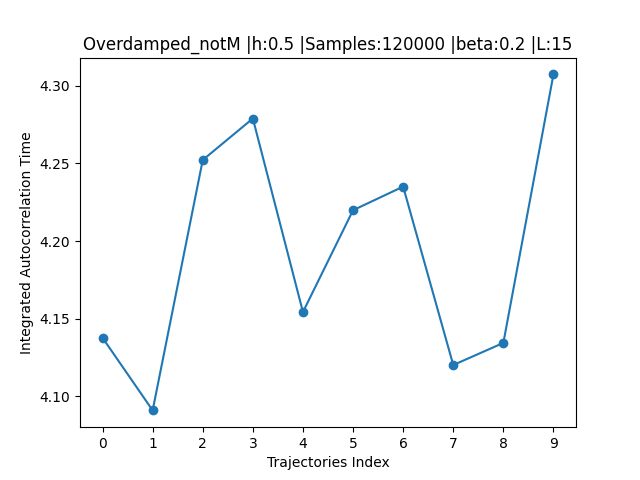 Overdamped_notM |h:0.5 |Samples:120000 |beta:0.2 |L:15
Integrated Autocorrelation Time
4.30
4.25
4.20
4.15
4.10
0 1 2 3 4 5 6 7 8 9
Trajectories Index